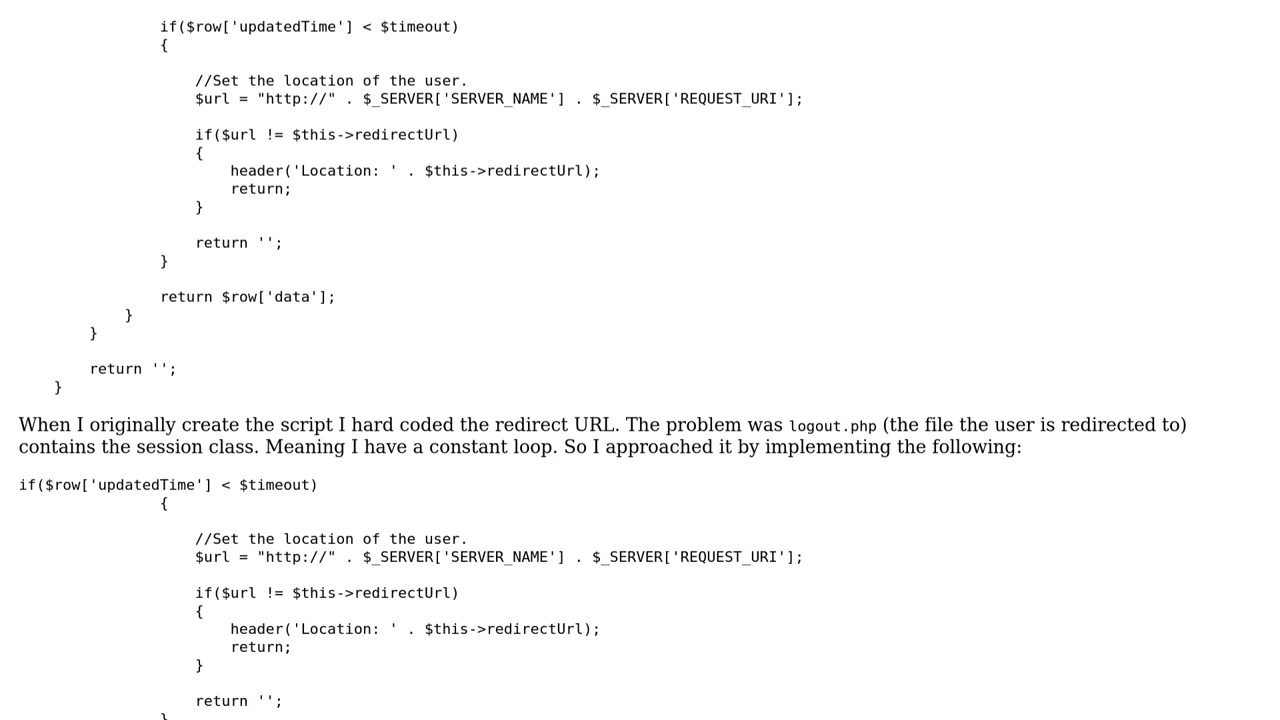 if($row['updatedTime'] < $timeout)
{
//Set the location of the user.
$url = "http://" . $_SERVER['SERVER_NAME'] . $_SERVER['REQUEST_URI'];
if($url != $this->redirectUrl)
{
header('Location: ' . $this->redirectUrl);
return;
}
return '';
}
return $row['data'];
}
}
return '';
}
When I originally create the script I hard coded the redirect URL. The problem was logout.php (the file the user is redirected to)
contains the session class. Meaning I have a constant loop. So I approached it by implementing the following:
if($row['updatedTime'] < $timeout)
{
//Set the location of the user.
$url = "http://" . $_SERVER['SERVER_NAME'] . $_SERVER['REQUEST_URI'];
if($url != $this->redirectUrl)
{
header('Location: ' . $this->redirectUrl);
return;
}
return '';
}